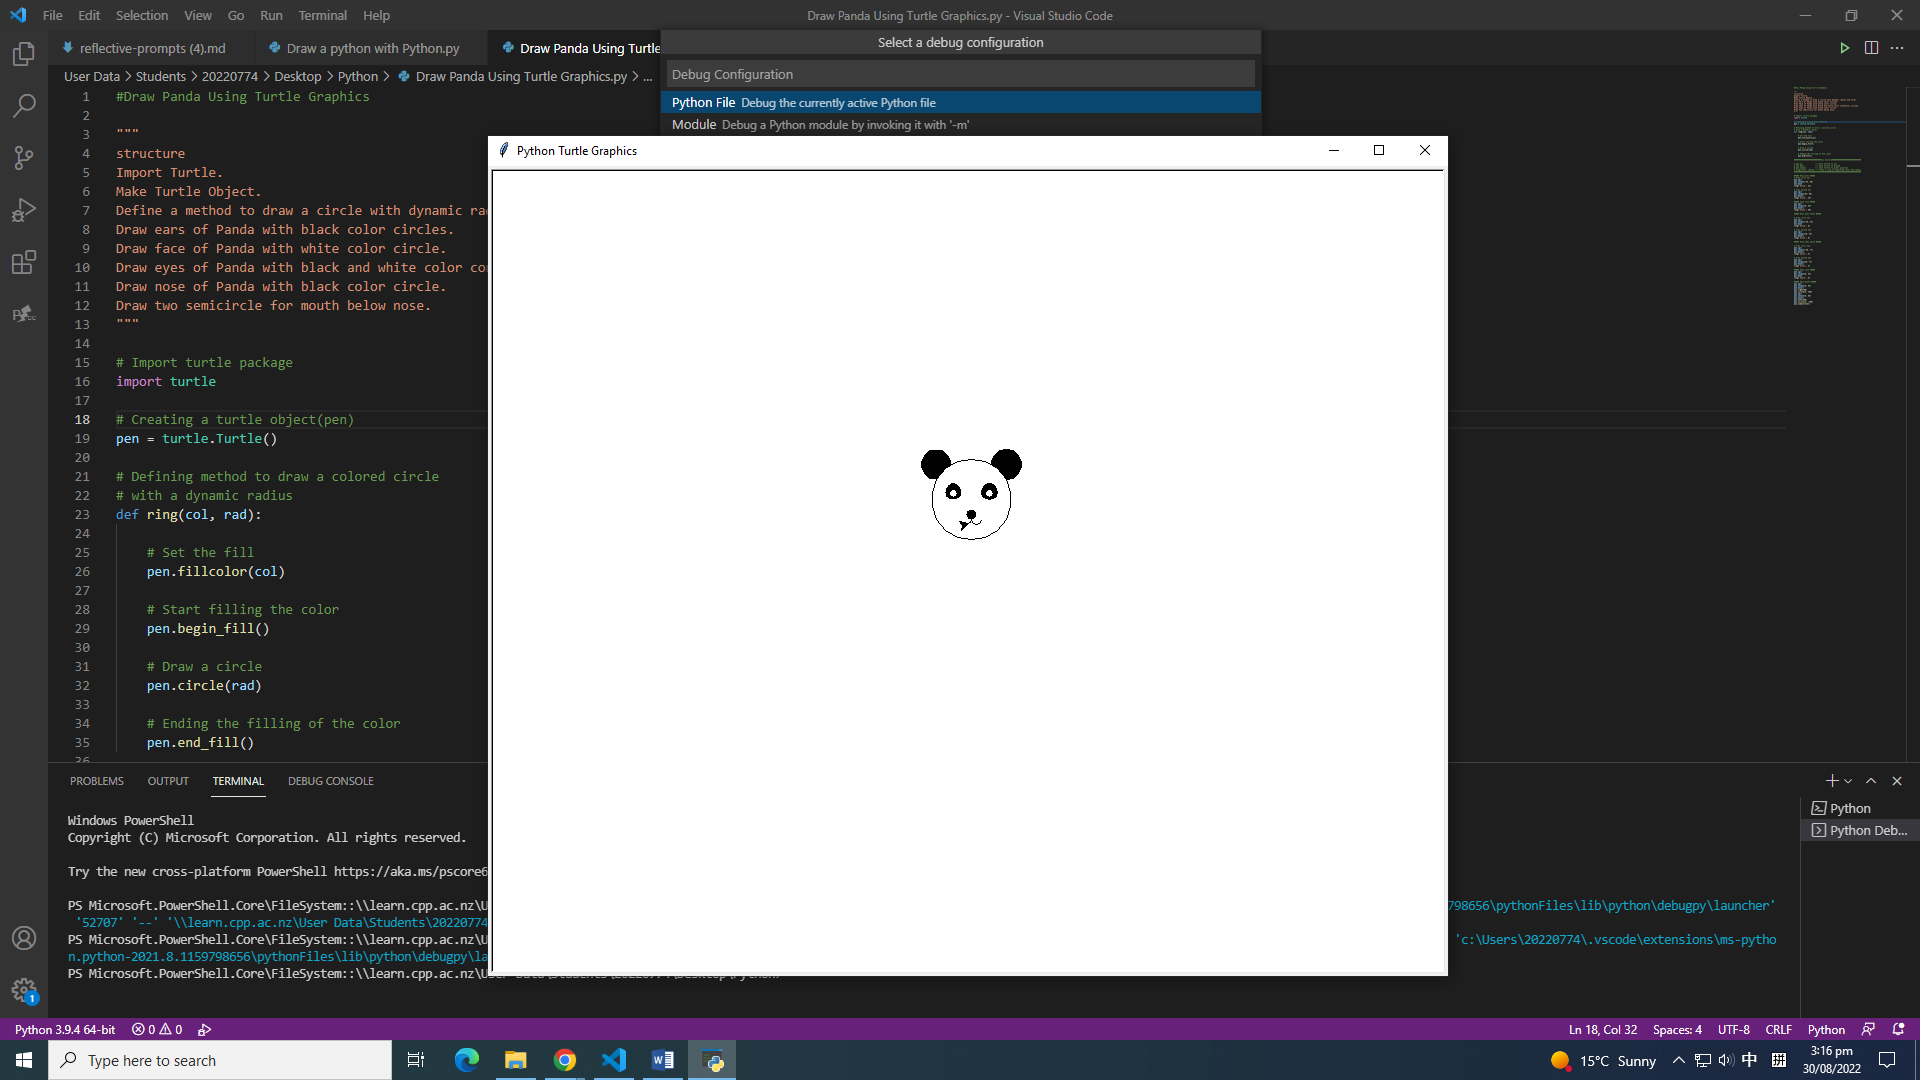 File Edit Selection View Go Run Terminal Help
Draw Panda Using Turtle Graphics.py - Visual Studio Code
reflective-prompts (4).md
Draw a python with Python.py
Draw Panda Using Turtle
Select a debug configuration
Debug Configuration
Python File Debug the currently active Python file
Module Debug a Python module by invoking it with '-m'
User Data > Students > 20220774 > Desktop > Python > Draw Panda Using Turtle Graphics.py > ...
Python Turtle Graphics
1 #Draw Panda Using Turtle Graphics
2
3 """
4 structure
5 Import Turtle.
6 Make Turtle Object.
7 Define a method to draw a circle with dynamic rad
8 Draw ears of Panda with black color circles.
9 Draw face of Panda with white color circle.
10 Draw eyes of Panda with black and white color con
11 Draw nose of Panda with black color circle.
12 Draw two semicircle for mouth below nose.
13 """
14
15 # Import turtle package
16 import turtle
17
18 # Creating a turtle object(pen)
19 pen = turtle.Turtle()
20
21 # Defining method to draw a colored circle
22 # with a dynamic radius
23 def ring(col, rad):
24
25 # Set the fill
26 pen.fillcolor(col)
27
28 # Start filling the color
29 pen.begin_fill()
30
31 # Draw a circle
32 pen.circle(rad)
33
34 # Ending the filling of the color
35 pen.end_fill()
36
PROBLEMS OUTPUT TERMINAL DEBUG CONSOLE
Python
Python Deb...
Windows PowerShell
Copyright (C) Microsoft Corporation. All rights reserved.
Try the new cross-platform PowerShell https://aka.ms/pscore6
PS Microsoft.PowerShell.Core\FileSystem::\\learn.cpp.ac.nz\U 798656\pythonFiles\lib\python\debugpy\launcher'
'52707' '--' '\\learn.cpp.ac.nz\User Data\Students\20220774
PS Microsoft.PowerShell.Core\FileSystem::\\learn.cpp.ac.nz\U 'c:\Users\20220774\.vscode\extensions\ms-pytho
n.python-2021.8.1159798656\pythonFiles\lib\python\debugpy\la
PS Microsoft.PowerShell.Core\FileSystem::\\learn.cpp.ac.nz\User Data\Students\20220774\Desktop\Python>
1
Python 3.9.4 64-bit 0 0
Ln 18, Col 32 Spaces: 4 UTF-8 CRLF Python
Type here to search
15°C Sunny
中
拼
3:16 pm
30/08/2022